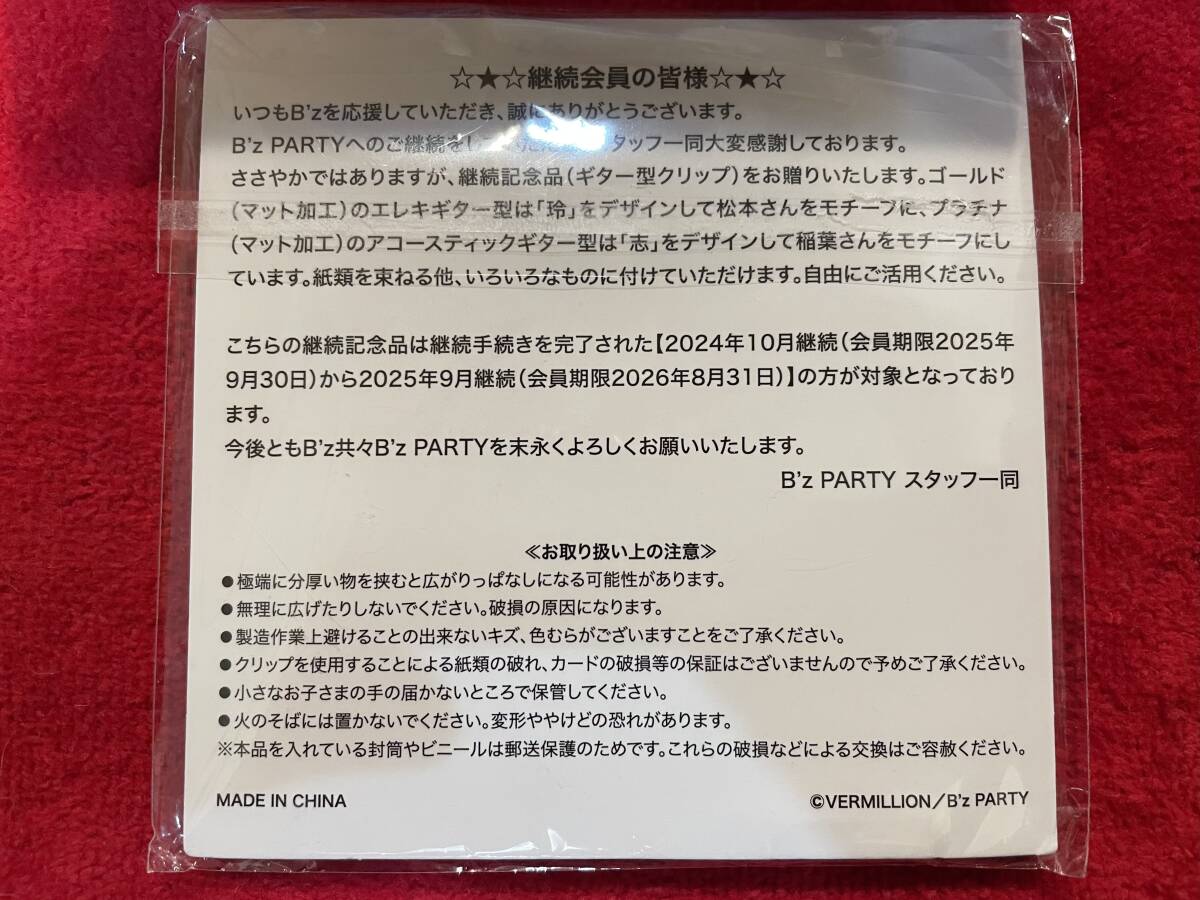 ☆★☆継続会員の皆様☆★☆
いつもB'zを応援していただき、誠にありがとうございます。
B'z PARTYへのご継続を タッフ一同大変感謝しております。
ささやかではありますが、継続記念品(ギター型クリップ)をお贈りいたします。ゴールド
(マット加工)のエレキギター型は「玲」をデザインして松本さんをモチーフに、プラチナ
(マット加工)のアコースティックギター型は「志」をデザインして稲葉さんをモチーフにし
ています。紙類を束ねる他、いろいろなものに付けていただけます。自由にご活用ください。
こちらの継続記念品は継続手続きを完了された【2024年10月継続(会員期限2025年
9月30日)から2025年9月継続(会員期限2026年8月31日)】の方が対象となっており
ます。
今後ともB'z共々B'z PARTYを末永くよろしくお願いいたします。
B'z PARTY スタッフ一同
≪お取り扱い上の注意≫
●極端に分厚い物を挟むと広がりっぱなしになる可能性があります。
●無理に広げたりしないでください。破損の原因になります。
●製造作業上避けることの出来ないキズ、色むらがございますことをご了承ください。
●クリップを使用することによる紙類の破れ、カードの破損等の保証はございませんので予めご了承ください。
●小さなお子さまの手の届かないところで保管してください。
●火のそばには置かないでください。変形ややけどの恐れがあります。
※本品を入れている封筒やビニールは郵送保護のためです。これらの破損などによる交換はご容赦ください。
MADE IN CHINA
©VERMILLION/B'z PARTY